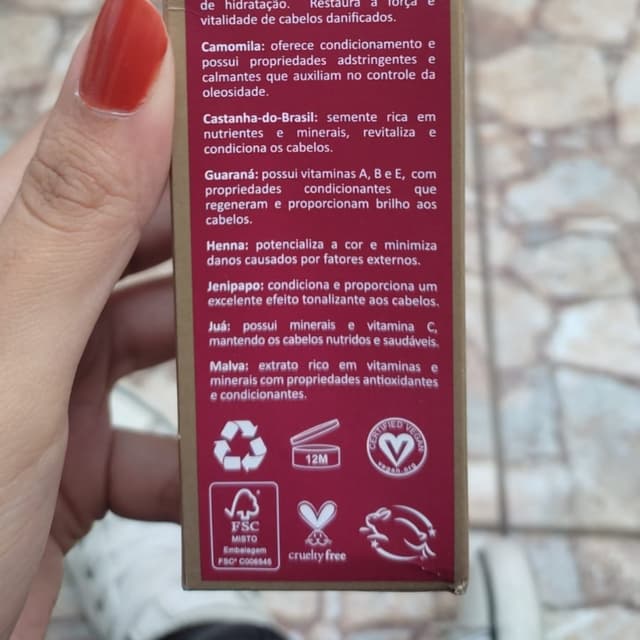 de hidratação. Restaura a força e
vitalidade de cabelos danificados.
Camomila: oferece condicionamento e
possui propriedades adstringentes e
calmantes que auxiliam no controle da
oleosidade.
Castanha-do-Brasil: semente rica em
nutrientes e minerais, revitaliza e
condiciona os cabelos.
Guaraná: possui vitaminas A, B e E, com
propriedades condicionantes que
regeneram e proporcionam brilho aos
cabelos.
Henna: potencializa a cor e minimiza
danos causados por fatores externos.
Jenipapo: condiciona e proporciona um
excelente efeito tonalizante aos cabelos.
Juá: possui minerais e vitamina C,
mantendo os cabelos nutridos e saudáveis.
Malva: extrato rico em vitaminas e
minerais com propriedades antioxidantes
e condicionantes.
12M
CERTIFIED VEGAN
vegan.org
FSC
MISTO
Embalagem
FSC® C006545
cruelty free